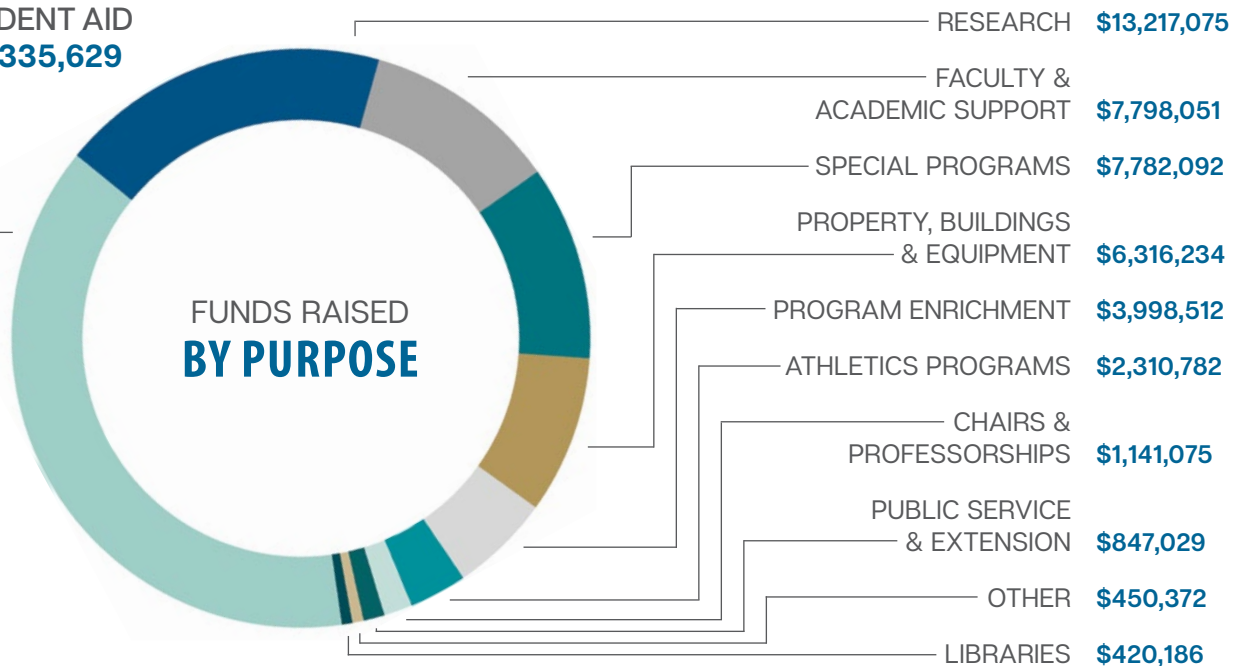 DENT AID
335,629
RESEARCH $13,217,075
FACULTY &
ACADEMIC SUPPORT $7,798,051
SPECIAL PROGRAMS $7,782,092
PROPERTY, BUILDINGS
& EQUIPMENT $6,316,234
PROGRAM ENRICHMENT $3,998,512
ATHLETICS PROGRAMS $2,310,782
CHAIRS &
PROFESSORSHIPS $1,141,075
PUBLIC SERVICE
& EXTENSION $847,029
OTHER $450,372
LIBRARIES $420,186
FUNDS RAISED
BY PURPOSE